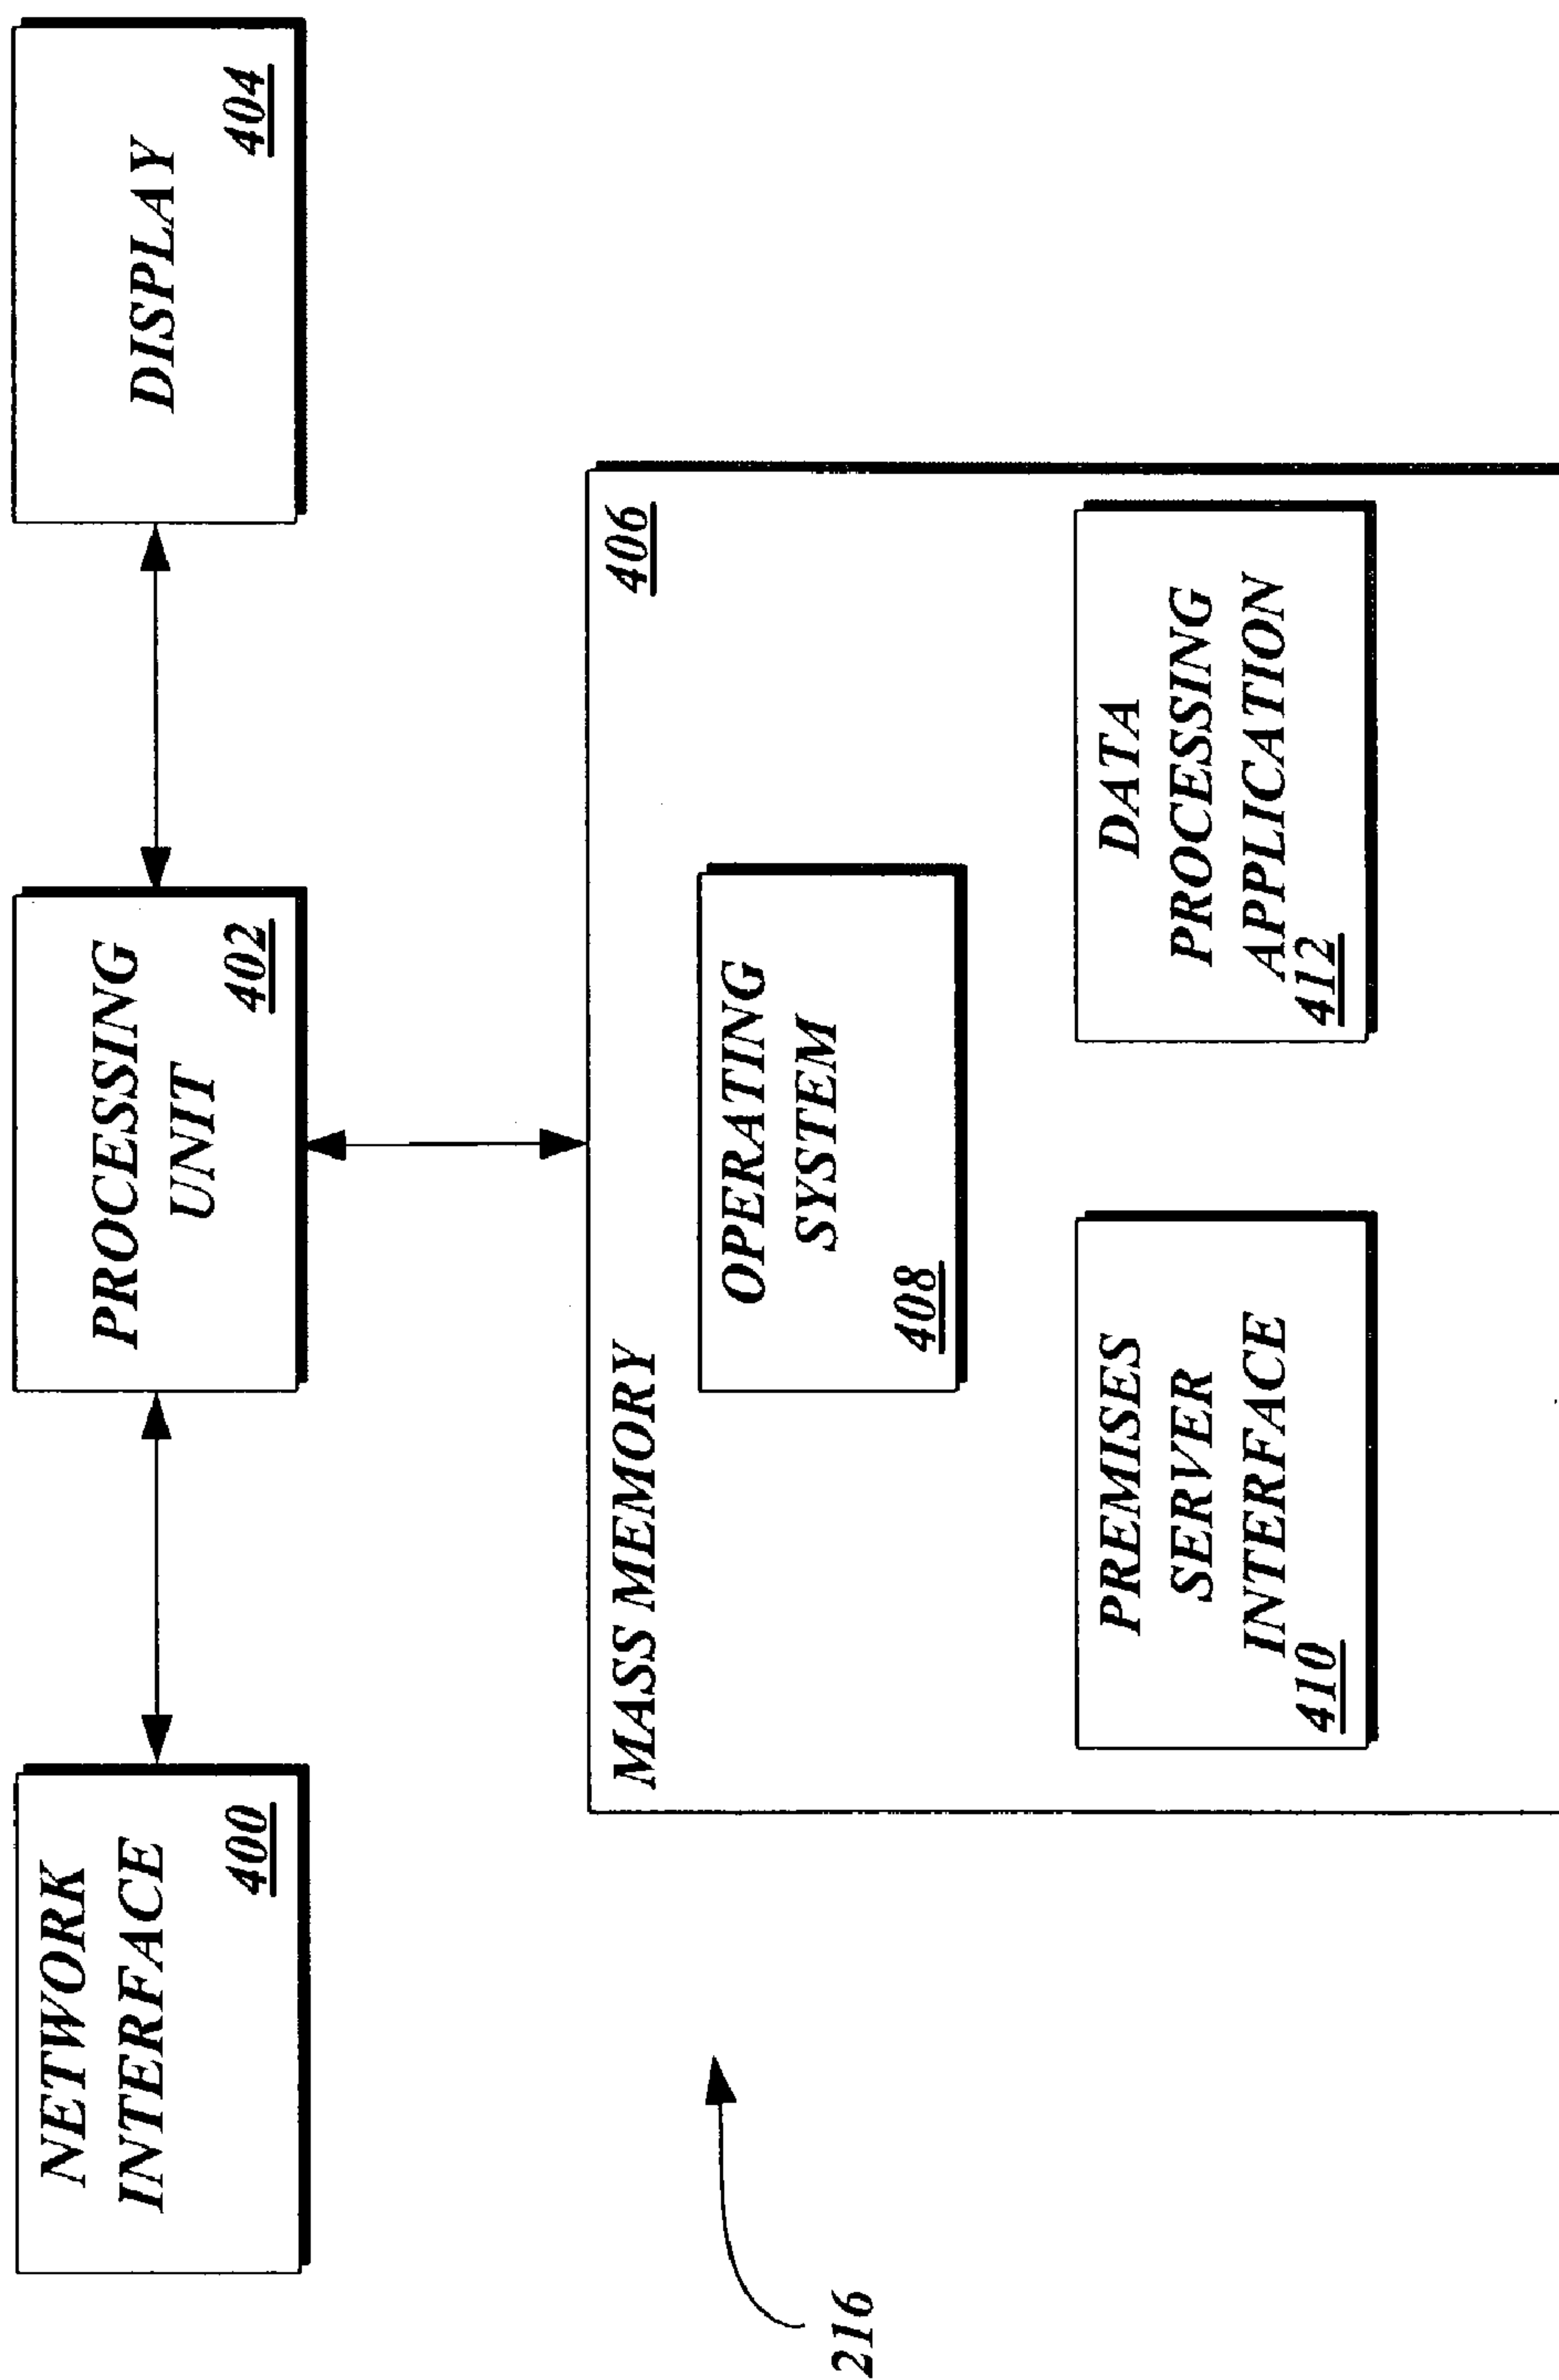 NETWORK
INTERFACE
400
PROCESSING
UNIT
402
DISPLAY
404
MASS MEMORY
406
OPERATING
SYSTEM
408
PREMISES
SERVER
INTERFACE
410
DATA
PROCESSING
APPLICATION
412
216